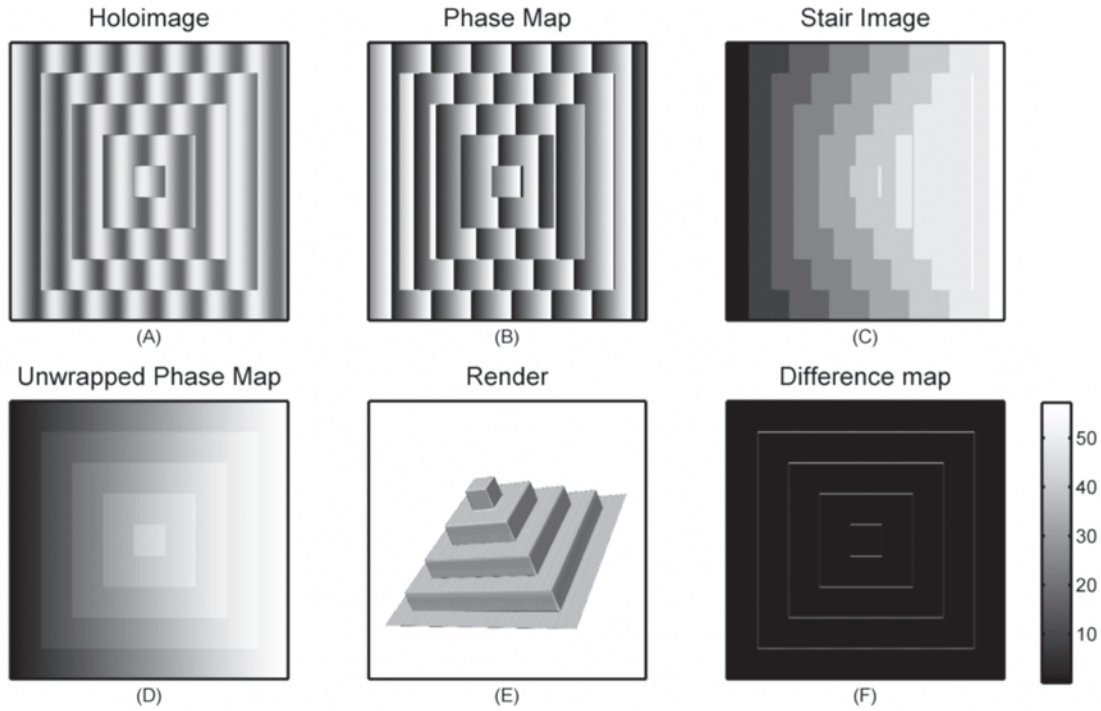 Holoimage
Phase Map
Stair Image
(A)
(B)
(C)
Unwrapped Phase Map
Render
Difference map
50
40
30
20
10
(D)
(E)
(F)